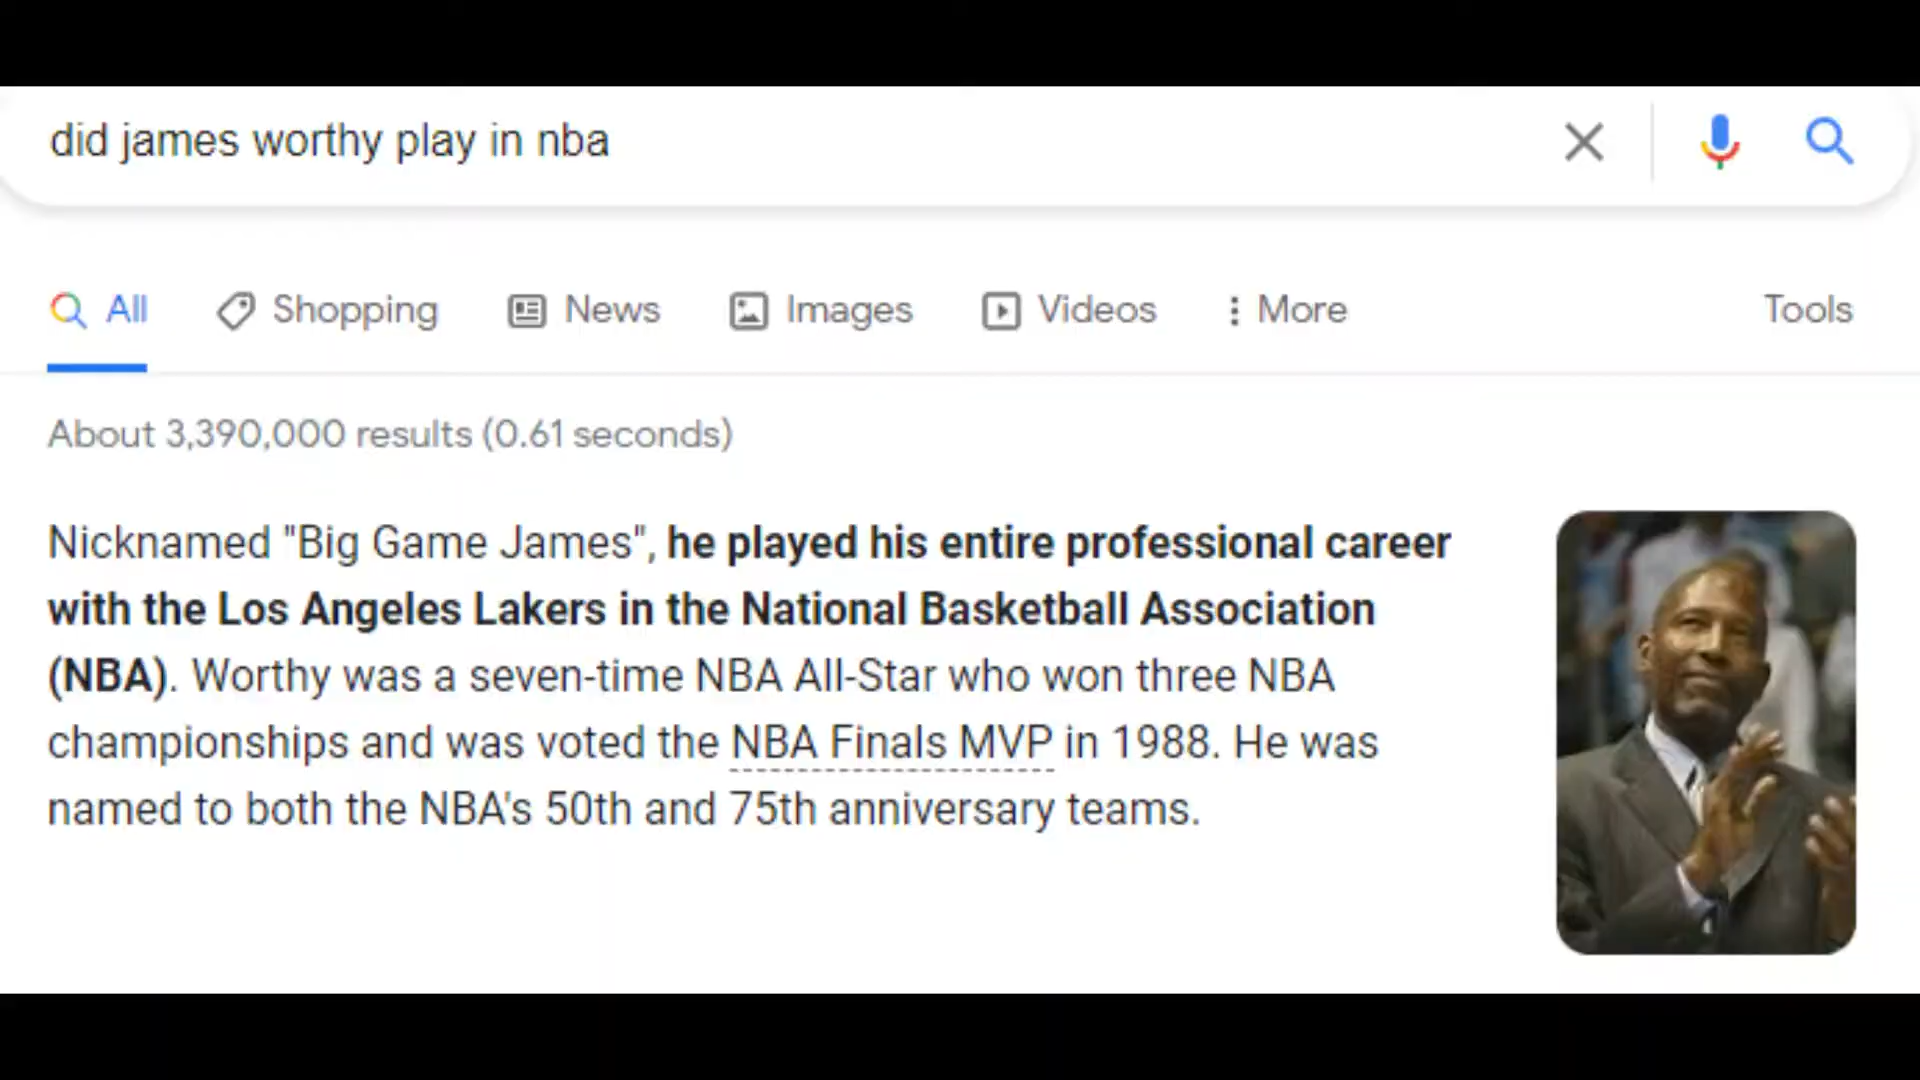 did james worthy play in nba
All Shopping News Images Videos More Tools
About 3,390,000 results (0.61 seconds)
Nicknamed "Big Game James", he played his entire professional career
with the Los Angeles Lakers in the National Basketball Association
(NBA). Worthy was a seven-time NBA All-Star who won three NBA
championships and was voted the NBA Finals MVP in 1988. He was
named to both the NBA's 50th and 75th anniversary teams.